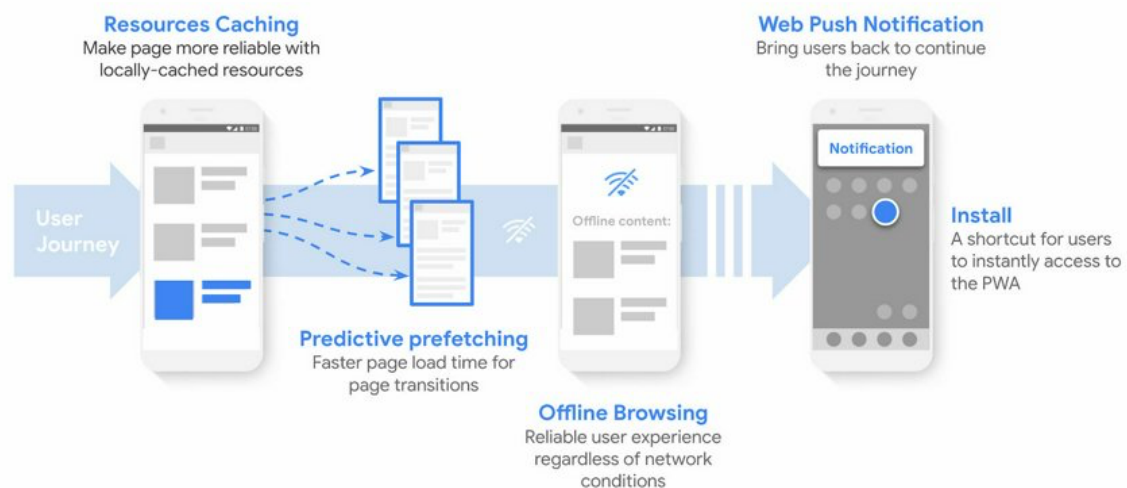 Resources Caching
Make page more reliable with
locally-cached resources
Web Push Notification
Bring users back to continue
the journey
User
Journey
Offline content:
Notification
Install
A shortcut for users
to instantly access to
the PWA
Predictive prefetching
Faster page load time for
page transitions
Offline Browsing
Reliable user experience
regardless of network
conditions